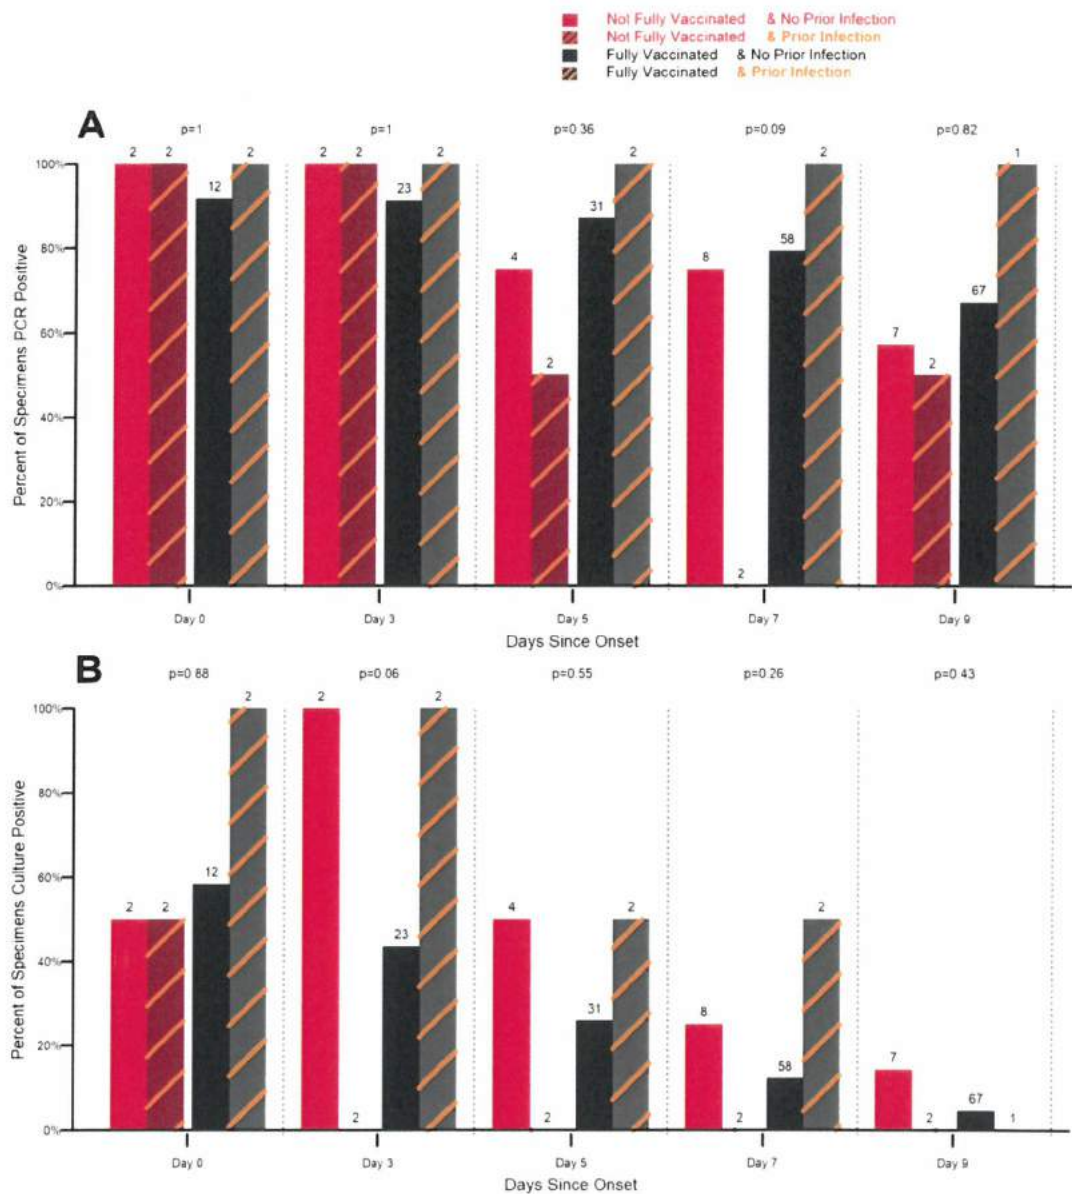 Not Fully Vaccinated & No Prior Infection
Not Fully Vaccinated & Prior Infection
Fully Vaccinated & No Prior Infection
Fully Vaccinated & Prior Infection
A
p=1 p=1 p=0.36 p=0.09 p=0.82
2 2 12 2 2 2 23 2 4 2 31 2 8 2 58 2 7 2 67 1
Percent of Specimens PCR Positive
100%
80%
60%
40%
20%
0%
Day 0 Day 3 Day 5 Day 7 Day 9
Days Since Onset
B
p=0.88 p=0.06 p=0.55 p=0.26 p=0.43
2 2 12 2 2 2 23 2 4 2 31 2 8 2 58 2 7 2 67 1
Percent of Specimens Culture Positive
100%
80%
60%
40%
20%
0%
Day 0 Day 3 Day 5 Day 7 Day 9
Days Since Onset